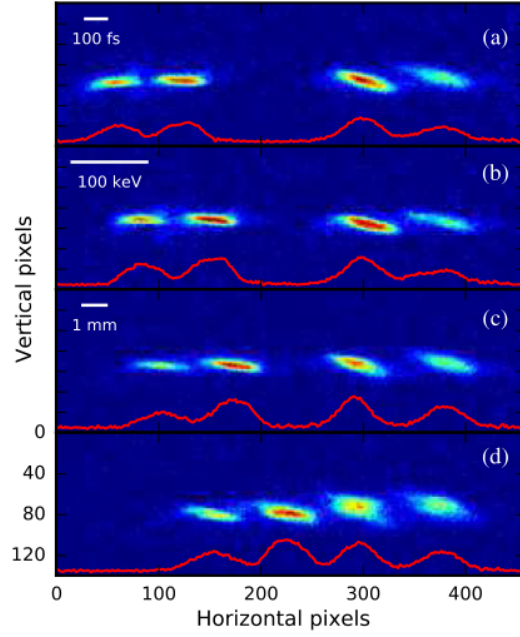 (a)
100 fs
(b)
100 keV
(c)
1 mm
(d)
Vertical pixels
0
40
80
120
0
100
200
300
400
Horizontal pixels